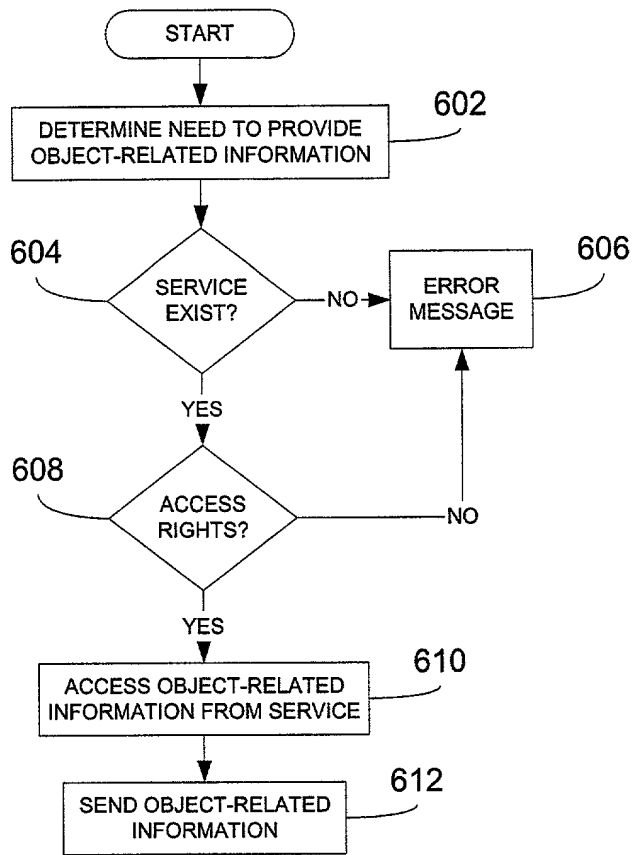 START
602
DETERMINE NEED TO PROVIDE
OBJECT-RELATED INFORMATION
604
SERVICE
EXIST?
NO
606
ERROR
MESSAGE
YES
608
ACCESS
RIGHTS?
NO
YES
610
ACCESS OBJECT-RELATED
INFORMATION FROM SERVICE
612
SEND OBJECT-RELATED
INFORMATION